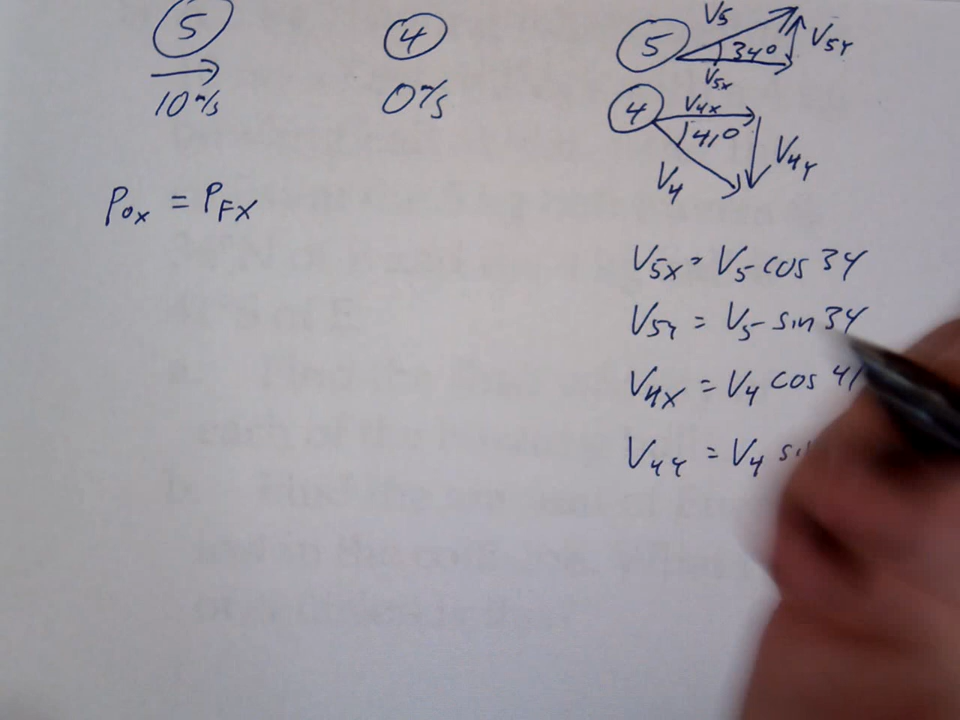 5 4
10 m/s 0 m/s
5 V5 34° V5y
V5x
4 V4x 41° V4y
V4
Pox = PFX
V5x = V5 cos 34
V5y = V5 sin 34
V4x = V4 cos 41
V4y = V4